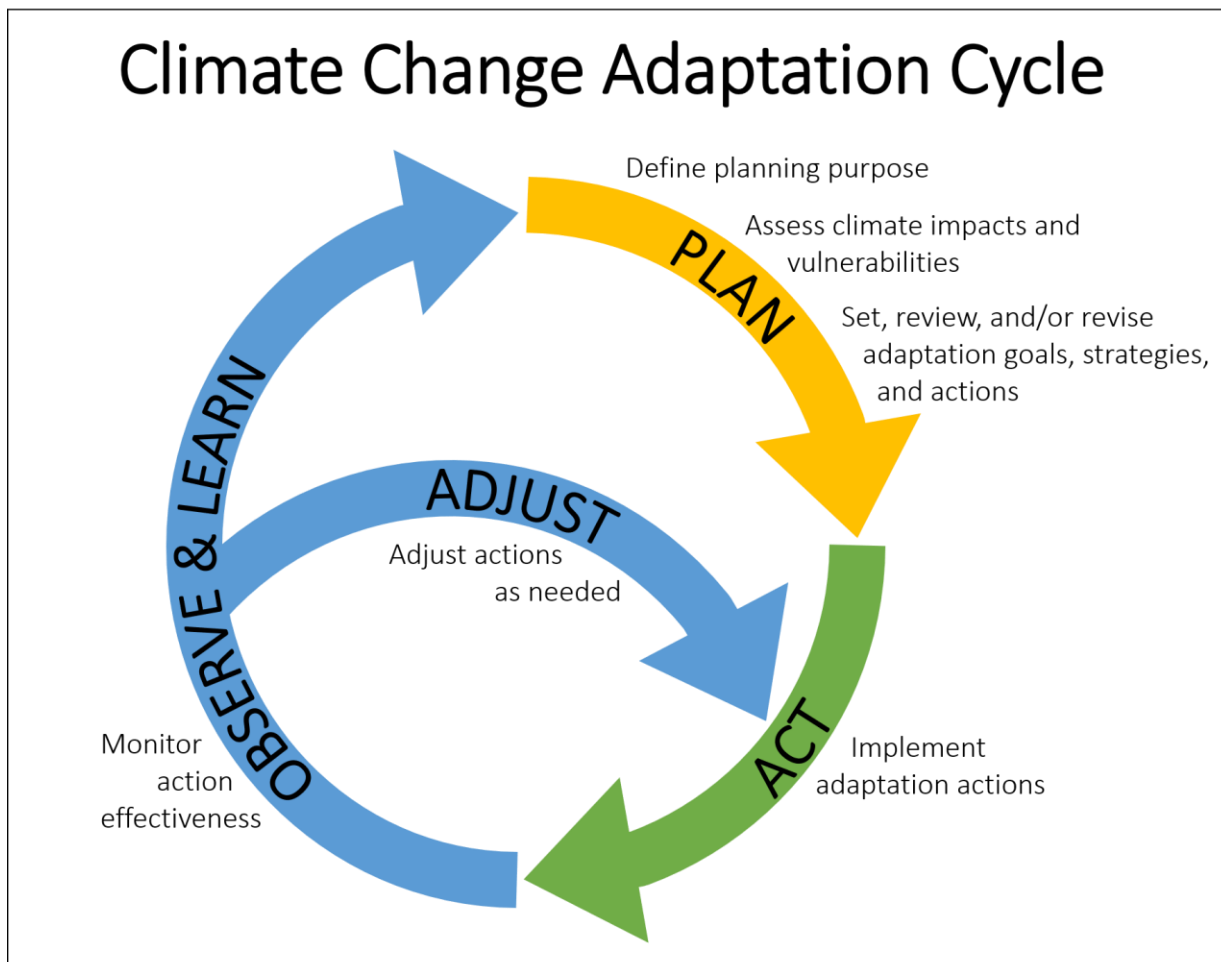 Climate Change Adaptation Cycle
Define planning purpose
PLAN
Assess climate impacts and
vulnerabilities
Set, review, and/or revise
adaptation goals, strategies,
and actions
OBSERVE & LEARN
ADJUST
Adjust actions
as needed
Monitor
action
effectiveness
ACT
Implement
adaptation actions